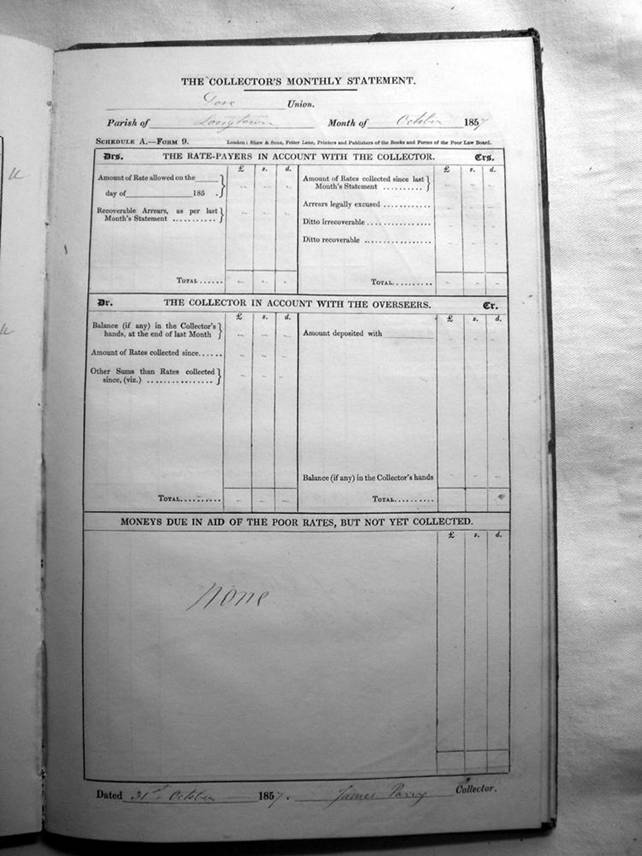 THE COLLECTOR'S MONTHLY STATEMENT.
Dore Union.
Parish of Longtown Month of October 1857
SCHEDULE A.—FORM 9. London: Shaw & Sons, Fetter Lane, Printers and Publishers of the Books and Forms of the Poor Law Board.
Drs. THE RATE-PAYERS IN ACCOUNT WITH THE COLLECTOR. Crs.
£ s. d. £ s. d.
Amount of Rate allowed on the
day of 185 .
Recoverable Arrears, as per last
Month's Statement ...........
TOTAL......
Amount of Rates collected since last
Month's Statement ..........
Arrears legally excused ............
Ditto irrecoverable ................
Ditto recoverable .................
TOTAL.........
Dr. THE COLLECTOR IN ACCOUNT WITH THE OVERSEERS. Cr.
£ s. d. £ s. d.
Balance (if any) in the Collector's
hands, at the end of last Month
Amount of Rates collected since......
Other Sums than Rates collected
since, (viz.) ................
TOTAL..........
Amount deposited with
Balance (if any) in the Collector's hands
TOTAL..........
MONEYS DUE IN AID OF THE POOR RATES, BUT NOT YET COLLECTED.
£ s. d.
None
Dated 31st October 1857. James Parry Collector.